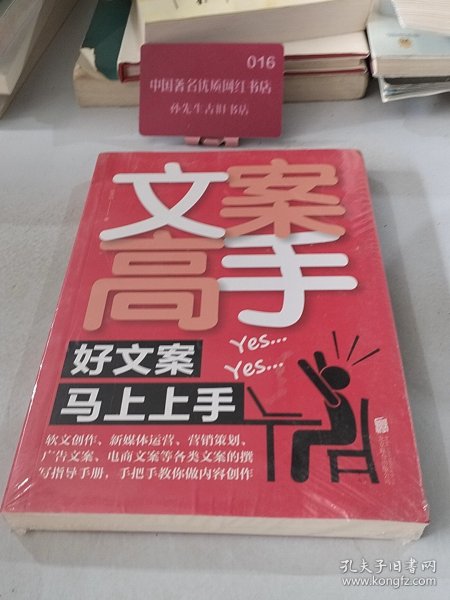 016
中国著名优质网红书店
孙先生古旧书店
文案
高手
Yes...
Yes...
好文案
马上上手
软文创作、新媒体运营、营销策划、
广告文案、电商文案等各类文案的撰
写指导手册，手把手教你做内容创作
孔夫子旧书网
www.kongfz.com